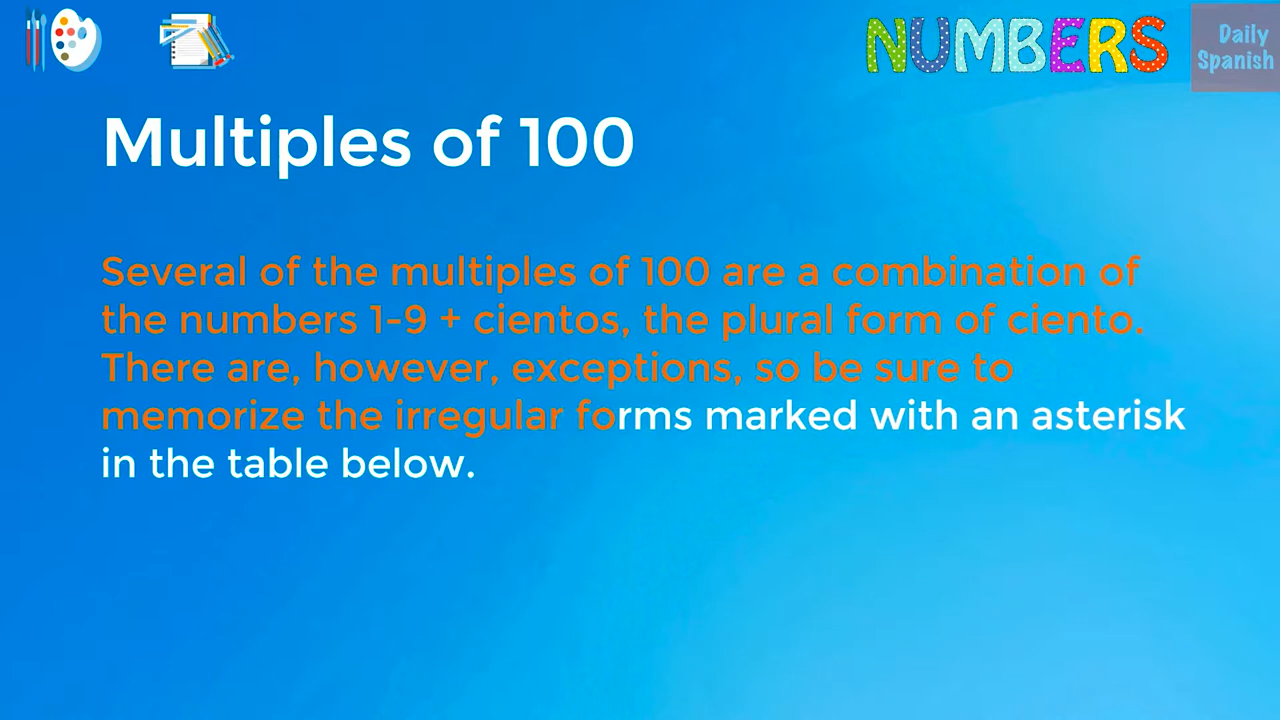 NUMBERS
Daily
Spanish
Multiples of 100
Several of the multiples of 100 are a combination of
the numbers 1-9 + cientos, the plural form of ciento.
There are, however, exceptions, so be sure to
memorize the irregular forms marked with an asterisk
in the table below.